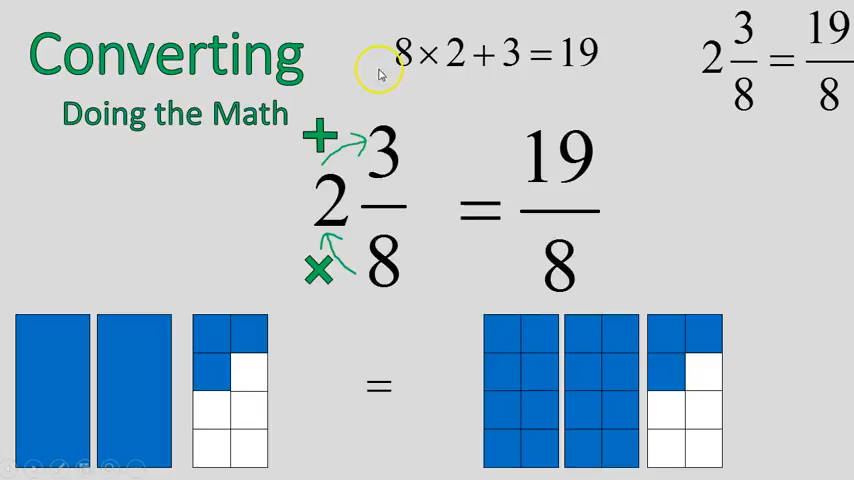 Converting
Doing the Math
8 × 2 + 3 = 19
2 3/8 = 19/8
+
2 3/8 = 19/8
×
=